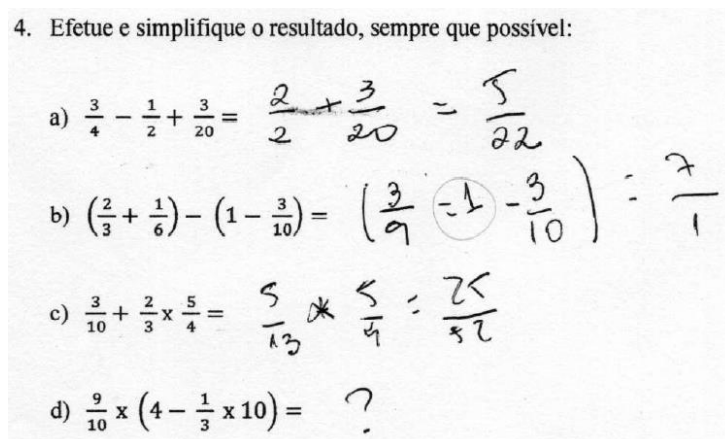 4. Efetue e simplifique o resultado, sempre que possível:
a) 3/4 − 1/2 + 3/20 = 2/2 + 3/20 = 5/22
b) (2/3 + 1/6) − (1 − 3/10) = (3/9 = 1 − 3/10) = 7/1
c) 3/10 + 2/3 x 5/4 = 5/13 * 5/4 = 25/52
d) 9/10 x (4 − 1/3 x 10) = ?